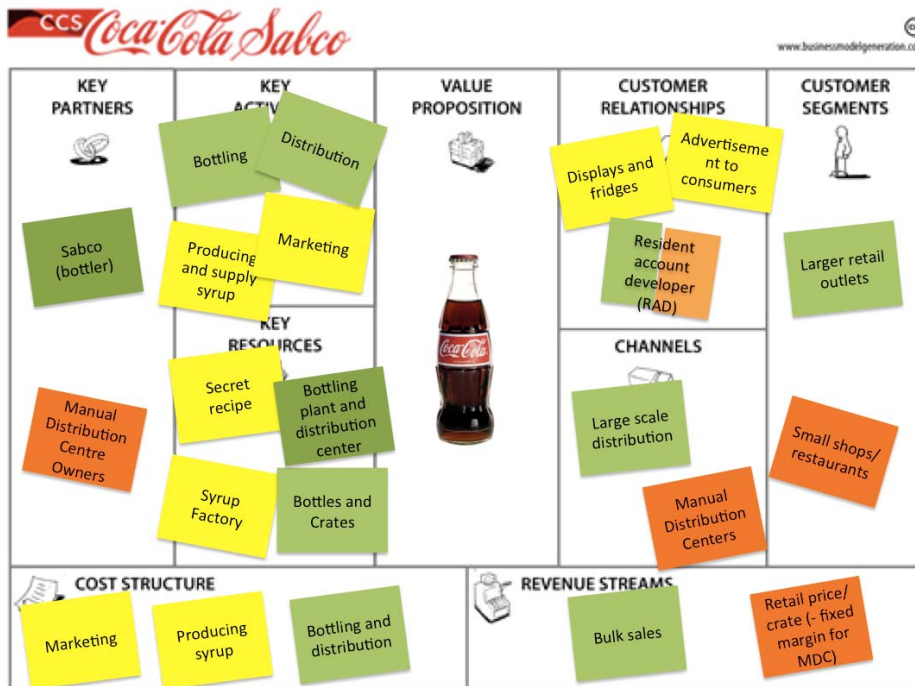 CCS Coca-Cola Sabco
www.businessmodelgeneration.co
KEY
PARTNERS
Sabco
(bottler)
Manual
Distribution
Centre
Owners
KEY
Bottling
Distribution
Producing
and supply
syrup
Marketing
KEY
RESOURCES
Secret
recipe
Bottling
plant and
distribution
center
Syrup
Factory
Bottles and
Crates
VALUE
PROPOSITION
Coca-Cola
CUSTOMER
RELATIONSHIPS
Displays and
fridges
Advertiseme
nt to
consumers
Resident
account
developer
(RAD)
CHANNELS
Large scale
distribution
Manual
Distribution
Centers
CUSTOMER
SEGMENTS
Larger retail
outlets
Small shops/
restaurants
COST STRUCTURE
Marketing
Producing
syrup
Bottling and
distribution
REVENUE STREAMS
Bulk sales
Retail price/
crate (- fixed
margin for
MDC)